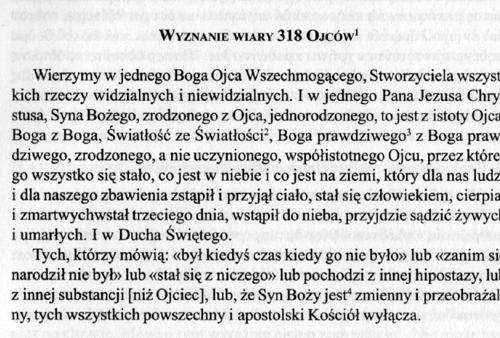 WYZNANIE WIARY 318 OJCÓW¹
Wierzymy w jednego Boga Ojca Wszechmogącego, Stworzyciela wszyst
kich rzeczy widzialnych i niewidzialnych. I w jednego Pana Jezusa Chry
stusa, Syna Bożego, zrodzonego z Ojca, jednorodzonego, to jest z istoty Ojca
Boga z Boga, Światłość ze Światłości², Boga prawdziwego³ z Boga praw
dziwego, zrodzonego, a nie uczynionego, współistotnego Ojcu, przez które
go wszystko się stało, co jest w niebie i co jest na ziemi, który dla nas ludz
i dla naszego zbawienia zstąpił i przyjął ciało, stał się człowiekiem, cierpia
i zmartwychwstał trzeciego dnia, wstąpił do nieba, przyjdzie sądzić żywyc
i umarłych. I w Ducha Świętego.
Tych, którzy mówią: «był kiedyś czas kiedy go nie było» lub «zanim si
narodził nie był» lub «stał się z niczego» lub pochodzi z innej hipostazy, lu
z innej substancji [niż Ojciec], lub, że Syn Boży jest⁴ zmienny i przeobrażal
ny, tych wszystkich powszechny i apostolski Kościół wyłącza.